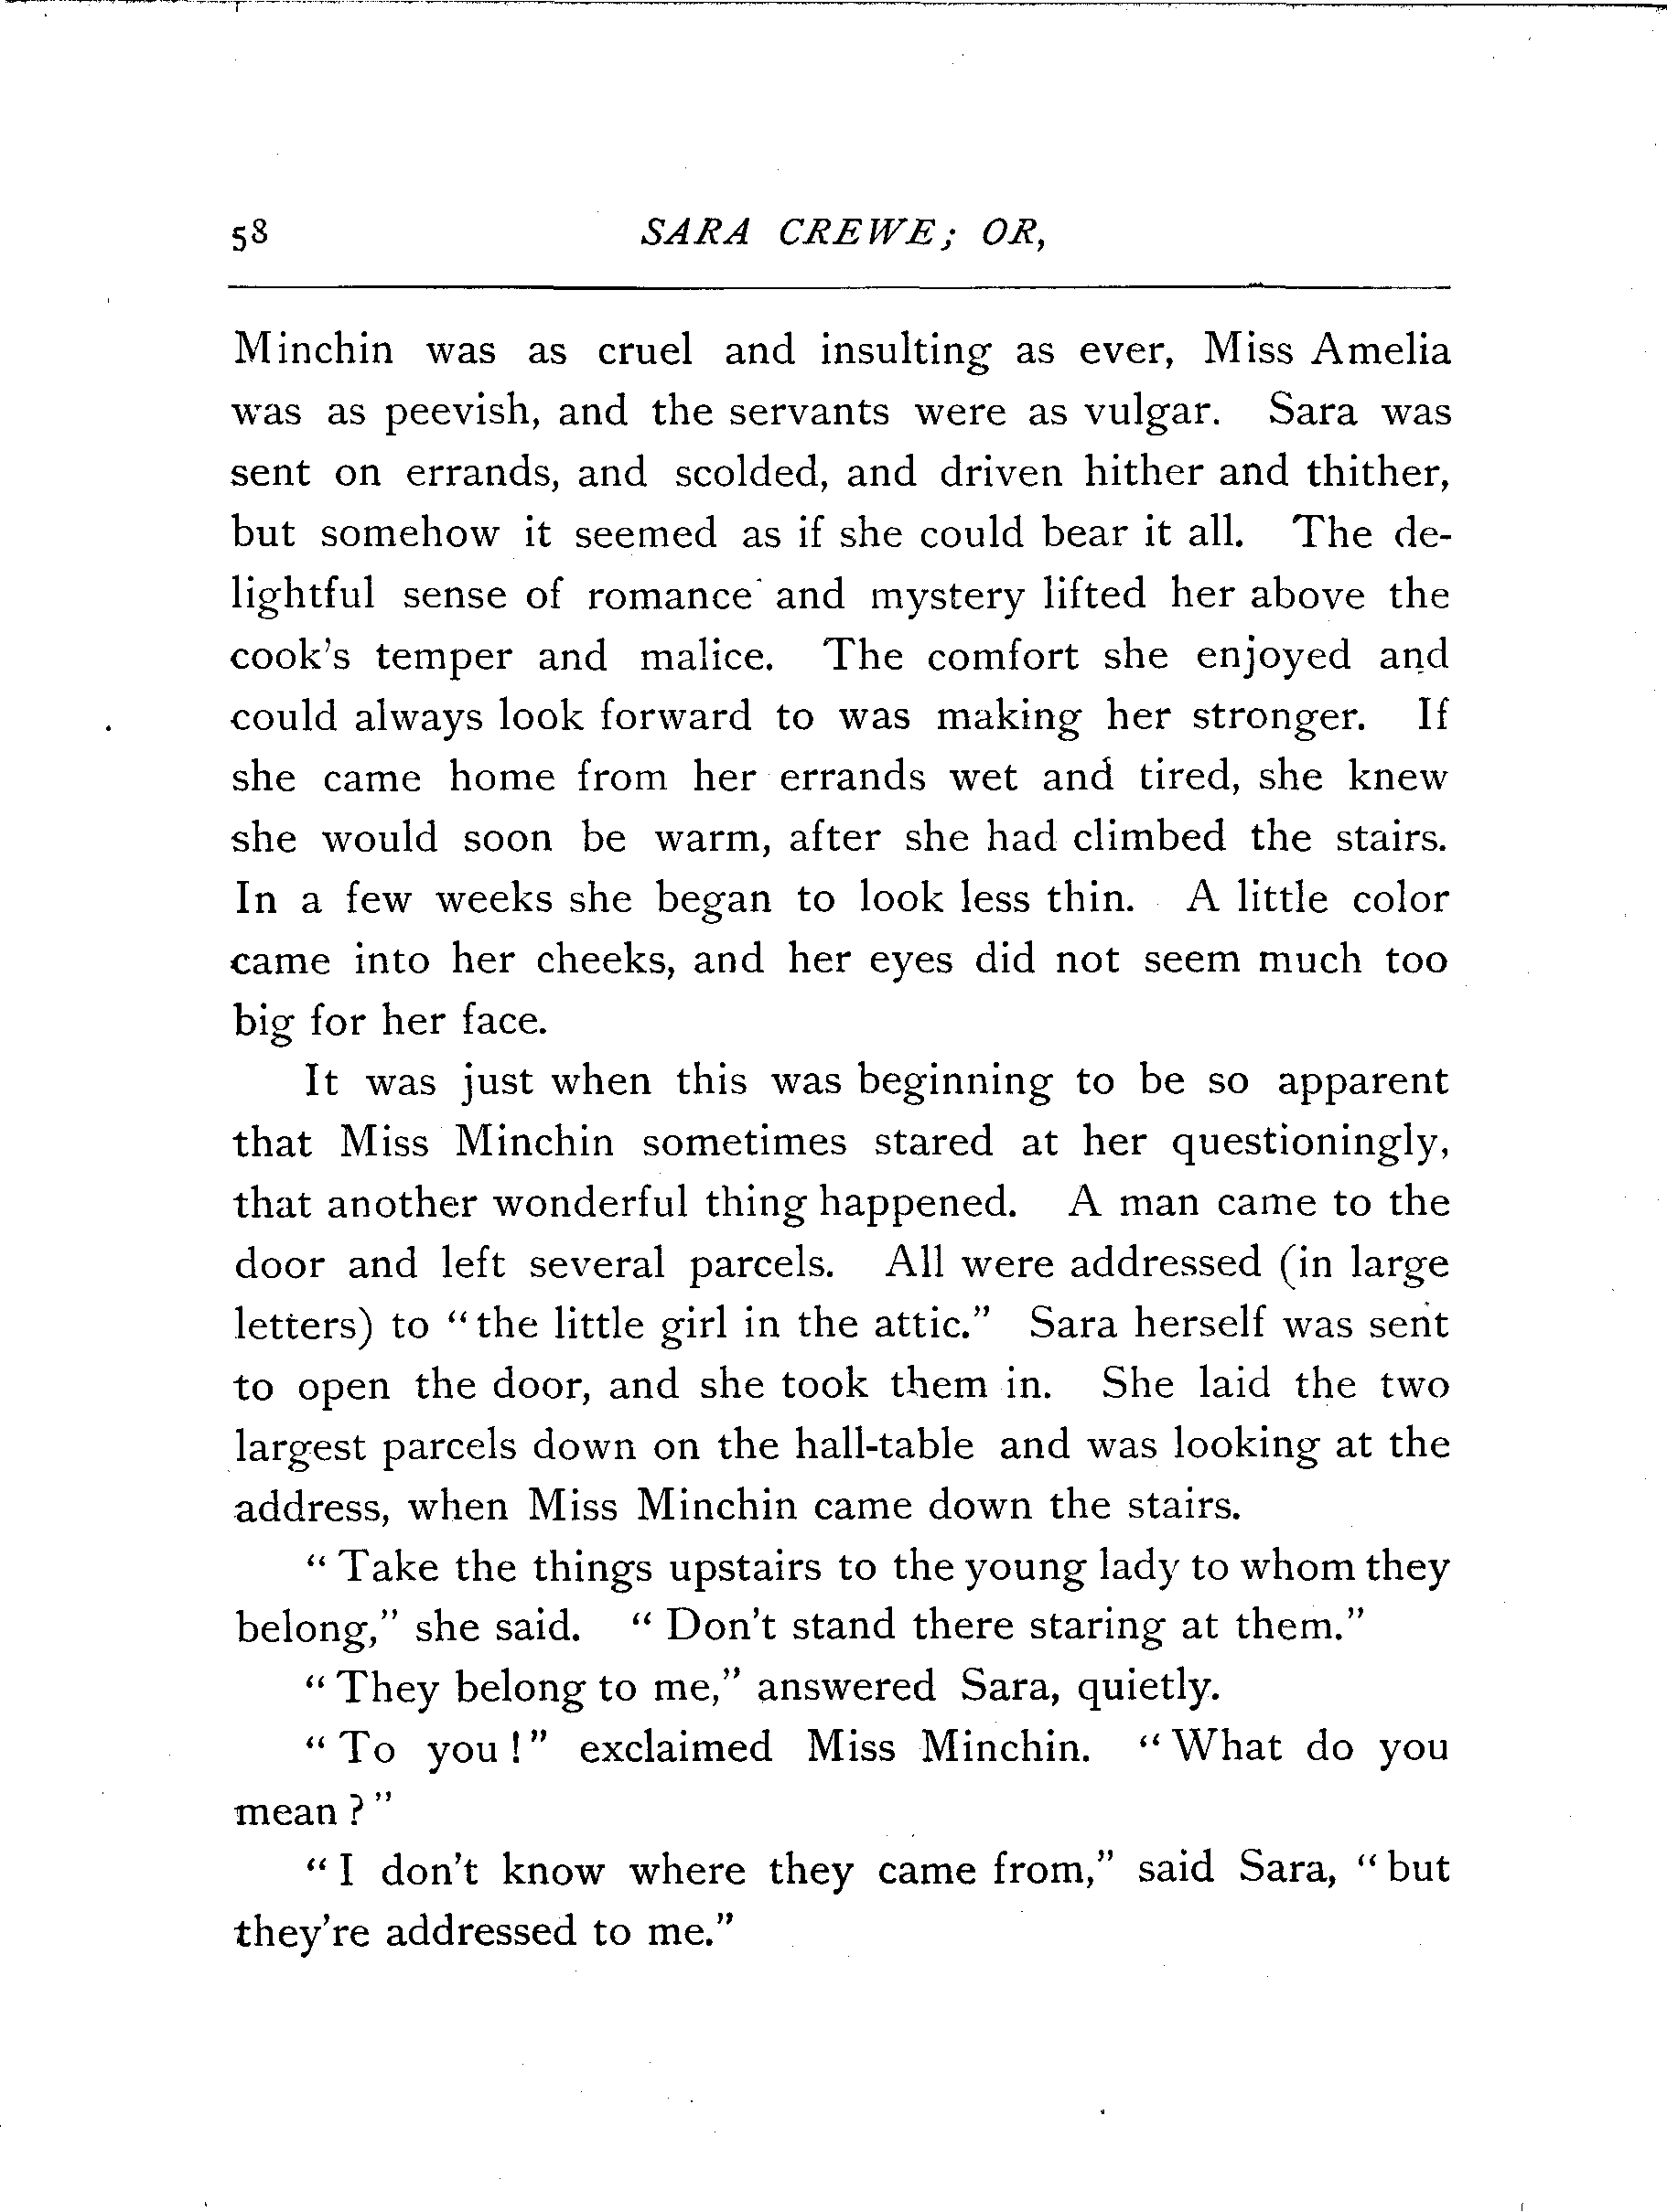 58 SARA CREWE; OR,
Minchin was as cruel and insulting as ever, Miss Amelia
was as peevish, and the servants were as vulgar. Sara was
sent on errands, and scolded, and driven hither and thither,
but somehow it seemed as if she could bear it all. The de-
lightful sense of romance and mystery lifted her above the
cook's temper and malice. The comfort she enjoyed and
could always look forward to was making her stronger. If
she came home from her errands wet and tired, she knew
she would soon be warm, after she had climbed the stairs.
In a few weeks she began to look less thin. A little color
came into her cheeks, and her eyes did not seem much too
big for her face.
It was just when this was beginning to be so apparent
that Miss Minchin sometimes stared at her questioningly,
that another wonderful thing happened. A man came to the
door and left several parcels. All were addressed (in large
letters) to "the little girl in the attic." Sara herself was sent
to open the door, and she took them in. She laid the two
largest parcels down on the hall-table and was looking at the
address, when Miss Minchin came down the stairs.
"Take the things upstairs to the young lady to whom they
belong," she said. "Don't stand there staring at them."
"They belong to me," answered Sara, quietly.
"To you!" exclaimed Miss Minchin. "What do you
mean?"
"I don't know where they came from," said Sara, "but
they're addressed to me."